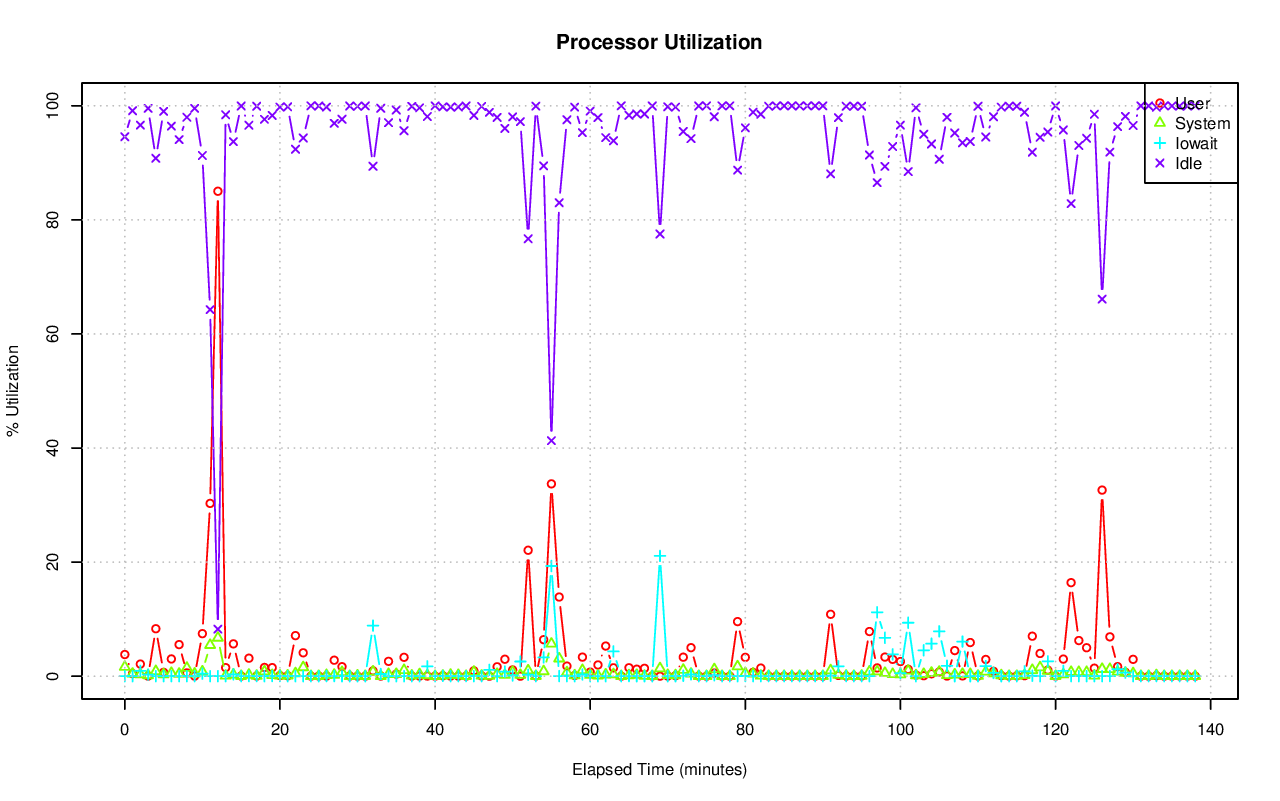 Processor Utilization
% Utilization
100
80
60
40
20
0
User
System
Iowait
Idle
0 20 40 60 80 100 120 140
Elapsed Time (minutes)